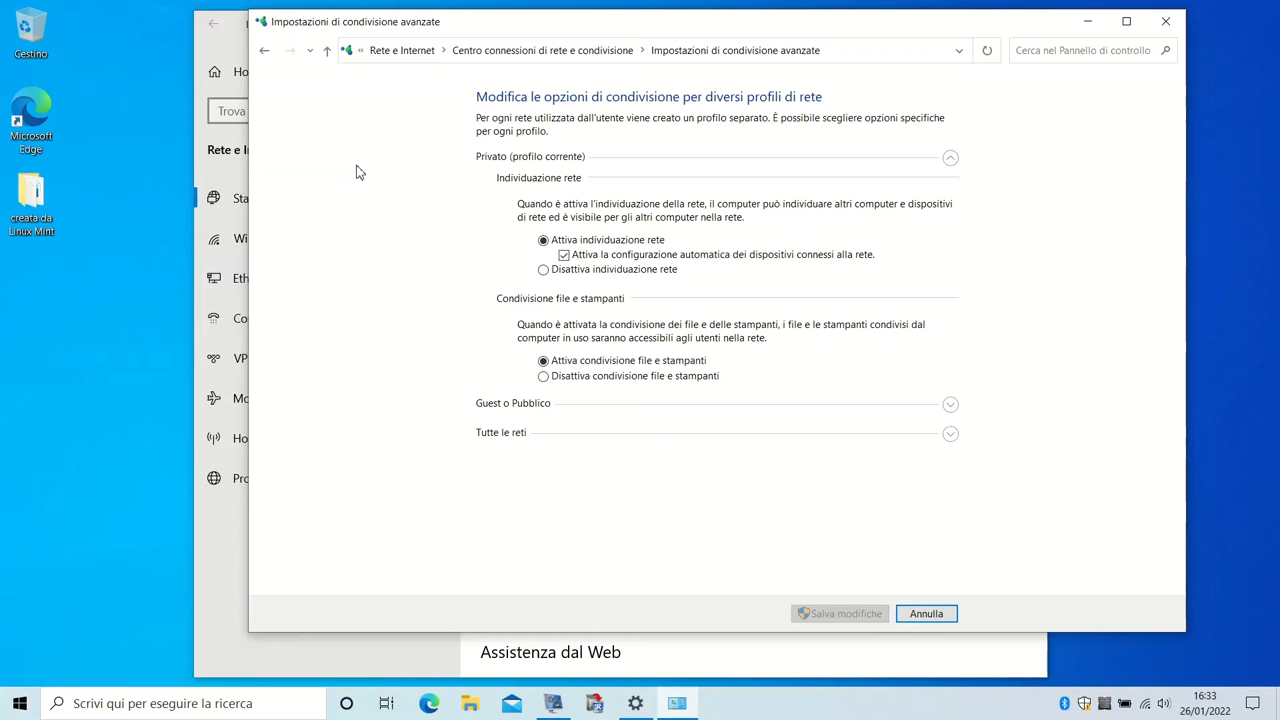 Cestino
Microsoft
Edge
creata da
Linux Mint
Ho
Trova
Rete e I
Sta
Wi
Eth
Co
VP
Mo
Ho
Pro
Impostazioni di condivisione avanzate
« Rete e Internet > Centro connessioni di rete e condivisione > Impostazioni di condivisione avanzate
Cerca nel Pannello di controllo
Modifica le opzioni di condivisione per diversi profili di rete
Per ogni rete utilizzata dall'utente viene creato un profilo separato. È possibile scegliere opzioni specifiche
per ogni profilo.
Privato (profilo corrente)
Individuazione rete
Quando è attiva l'individuazione della rete, il computer può individuare altri computer e dispositivi
di rete ed è visibile per gli altri computer nella rete.
Attiva individuazione rete
Attiva la configurazione automatica dei dispositivi connessi alla rete.
Disattiva individuazione rete
Condivisione file e stampanti
Quando è attivata la condivisione dei file e delle stampanti, i file e le stampanti condivisi dal
computer in uso saranno accessibili agli utenti nella rete.
Attiva condivisione file e stampanti
Disattiva condivisione file e stampanti
Guest o Pubblico
Tutte le reti
Salva modifiche
Annulla
Assistenza dal Web
Scrivi qui per eseguire la ricerca
16:33
26/01/2022